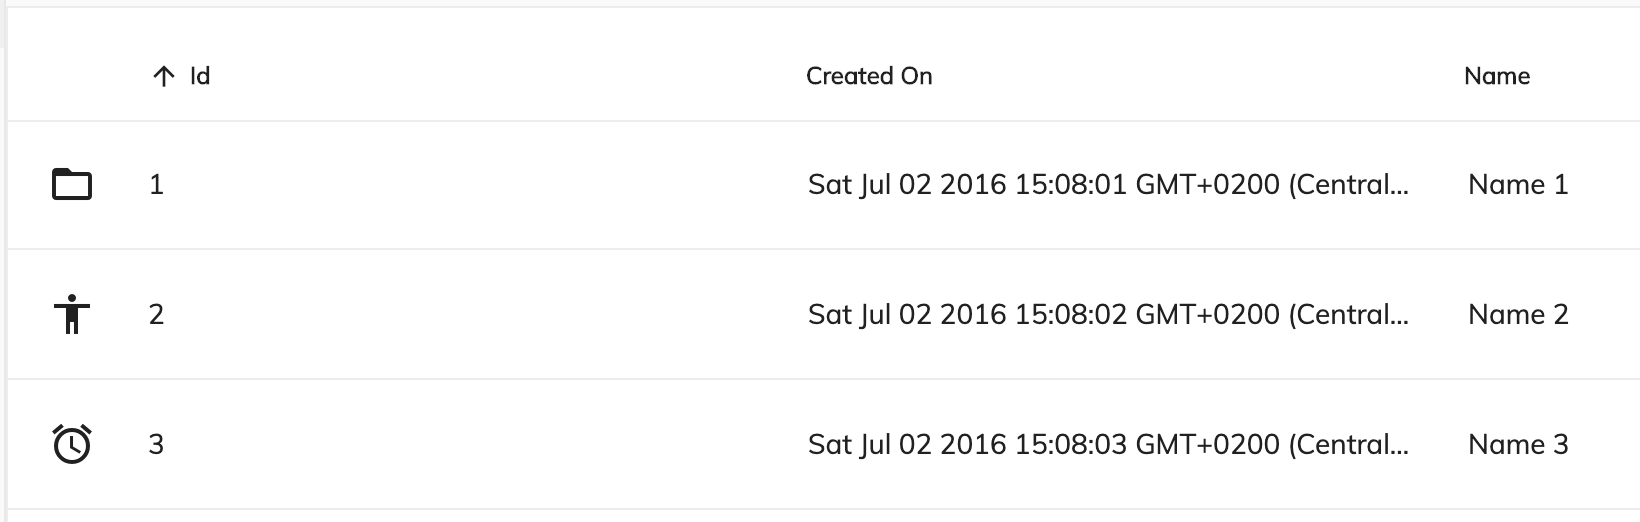 Id Created On Name
1 Sat Jul 02 2016 15:08:01 GMT+0200 (Central... Name 1
2 Sat Jul 02 2016 15:08:02 GMT+0200 (Central... Name 2
3 Sat Jul 02 2016 15:08:03 GMT+0200 (Central... Name 3